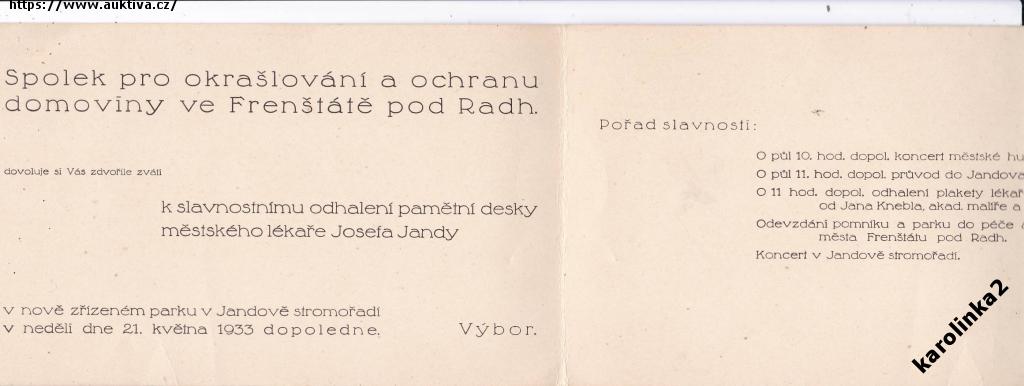 https://www.auktiva.cz/
Spolek pro okrašlování a ochranu
domoviny ve Frenštátě pod Radh.
dovoluje si Vás zdvořile zváti
k slavnostnímu odhalení pamětní desky
městského lékaře Josefa Jandy
v nově zřízeném parku v Jandově stromořadí
v neděli dne 21. května 1933 dopoledne.
Výbor.
Pořad slavnosti:
O půl 10. hod. dopol. koncert městské hu
O půl 11. hod. dopol. průvod do Jandova
O 11 hod. dopol. odhalení plakety lékař
od Jana Knebla, akad. malíře a
Odevzdání pomníku a parku do péče
města Frenštátu pod Radh.
Koncert v Jandově stromořadí.
karolinka2